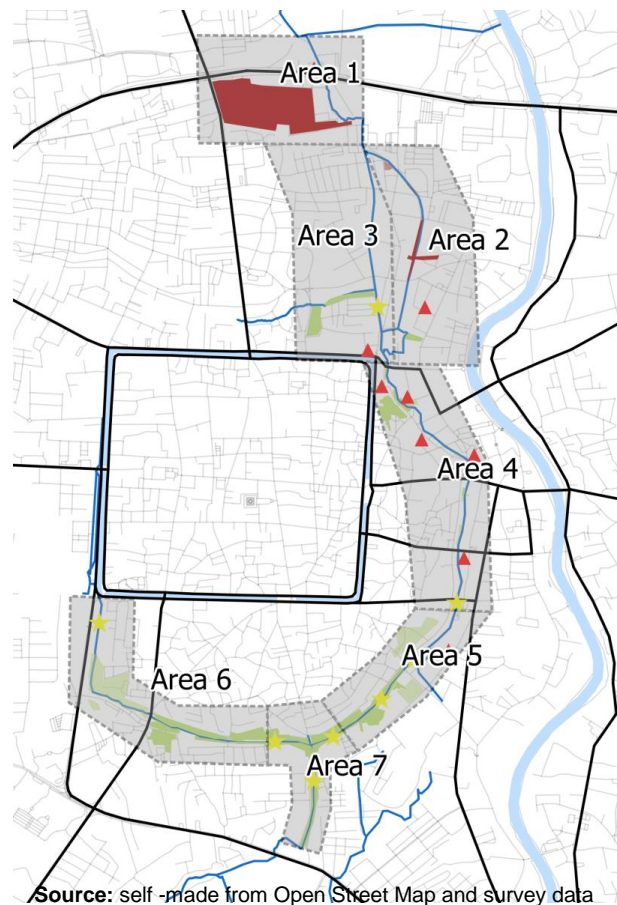 Area 1
Area 3
Area 2
Area 4
Area 5
Area 6
Area 7
Source: self -made from Open Street Map and survey data